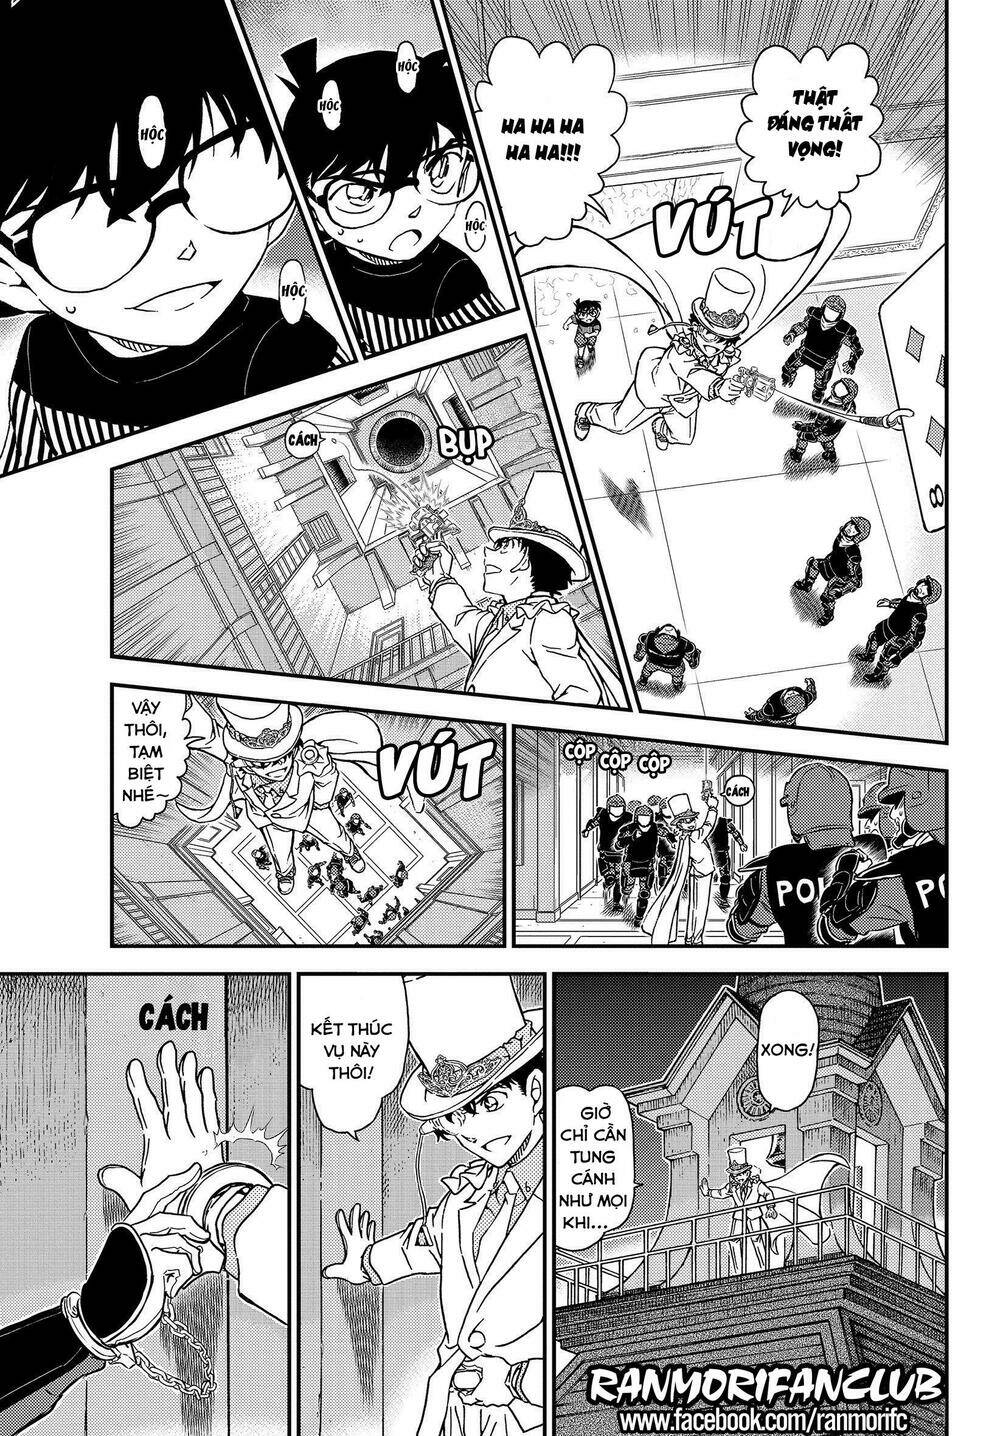 THẬT
ĐÁNG THẤT
VỌNG!
HA HA HA
HA HA!!!
VÚT
8
HỘC
HỘC
HỘC
HỘC
HỘC
CÁCH
BỤP
CỘP
CỘP
CỘP
CÁCH
POL
PO
VẬY
THÔI,
TẠM
BIỆT
NHÉ~
VÚT
XONG!
GIỜ
CHỈ CẦN
TUNG
CÁNH
NHƯ MỌI
KHI...
KẾT THÚC
VỤ NÀY
THÔI!
CÁCH
RANMORIFANCLUB
www.facebook.com/ranmorifc